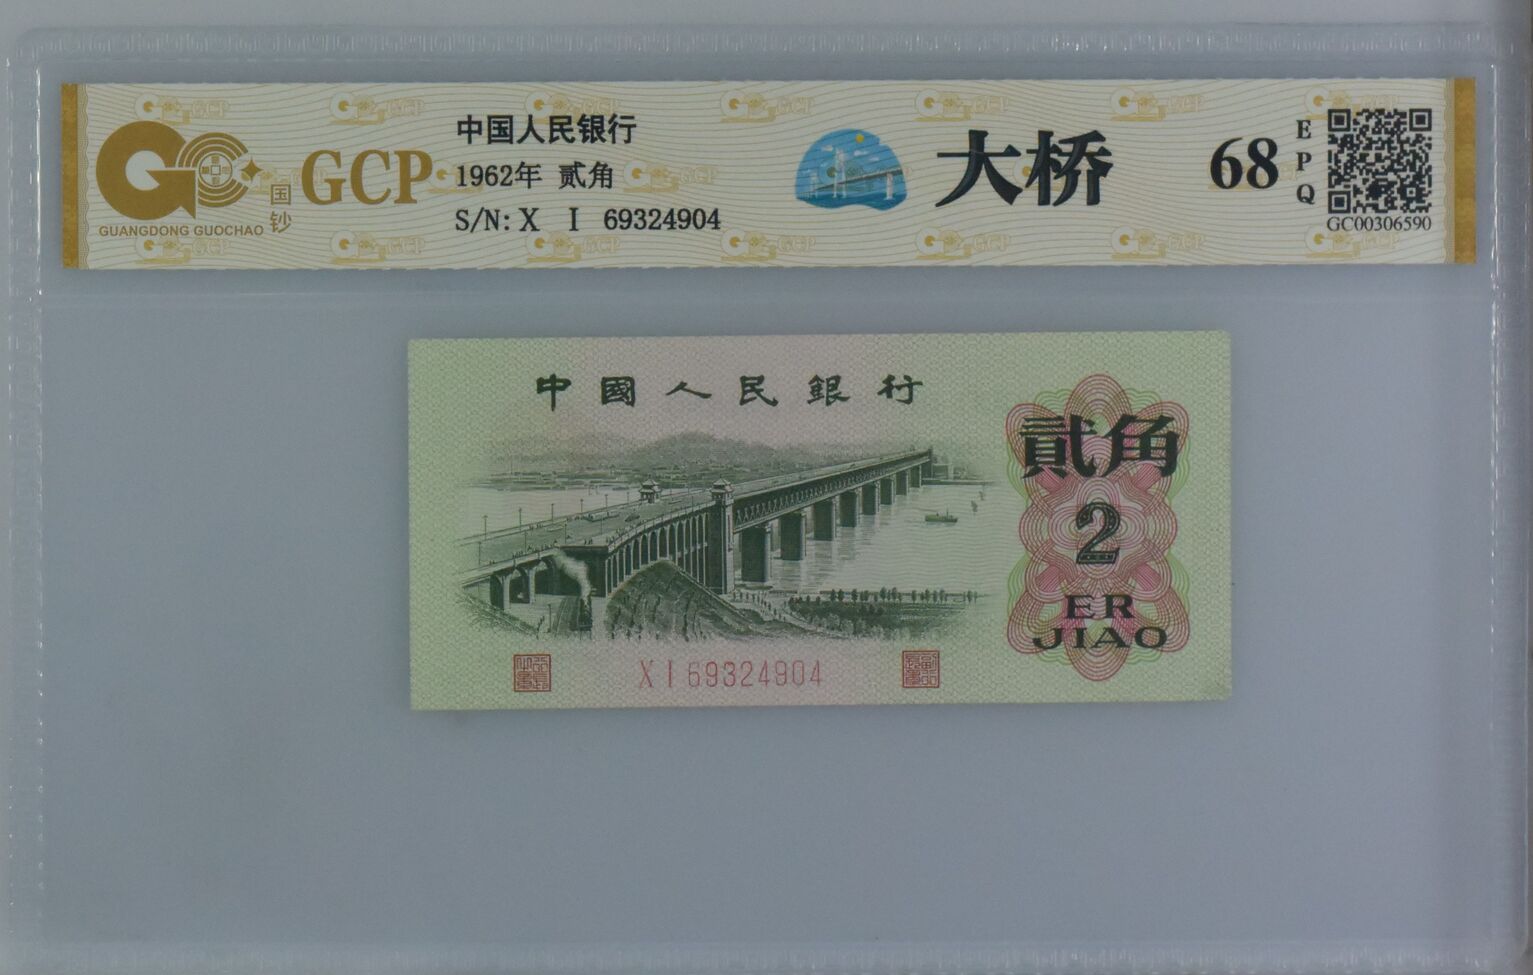 GCP
GUANGDONG GUOCHAO
国钞
中国人民银行
1962年 贰角
S/N: X I 69324904
大桥
68
EPQ
GC00306590
中國人民銀行
貳角
2
ER
JIAO
X I 69324904